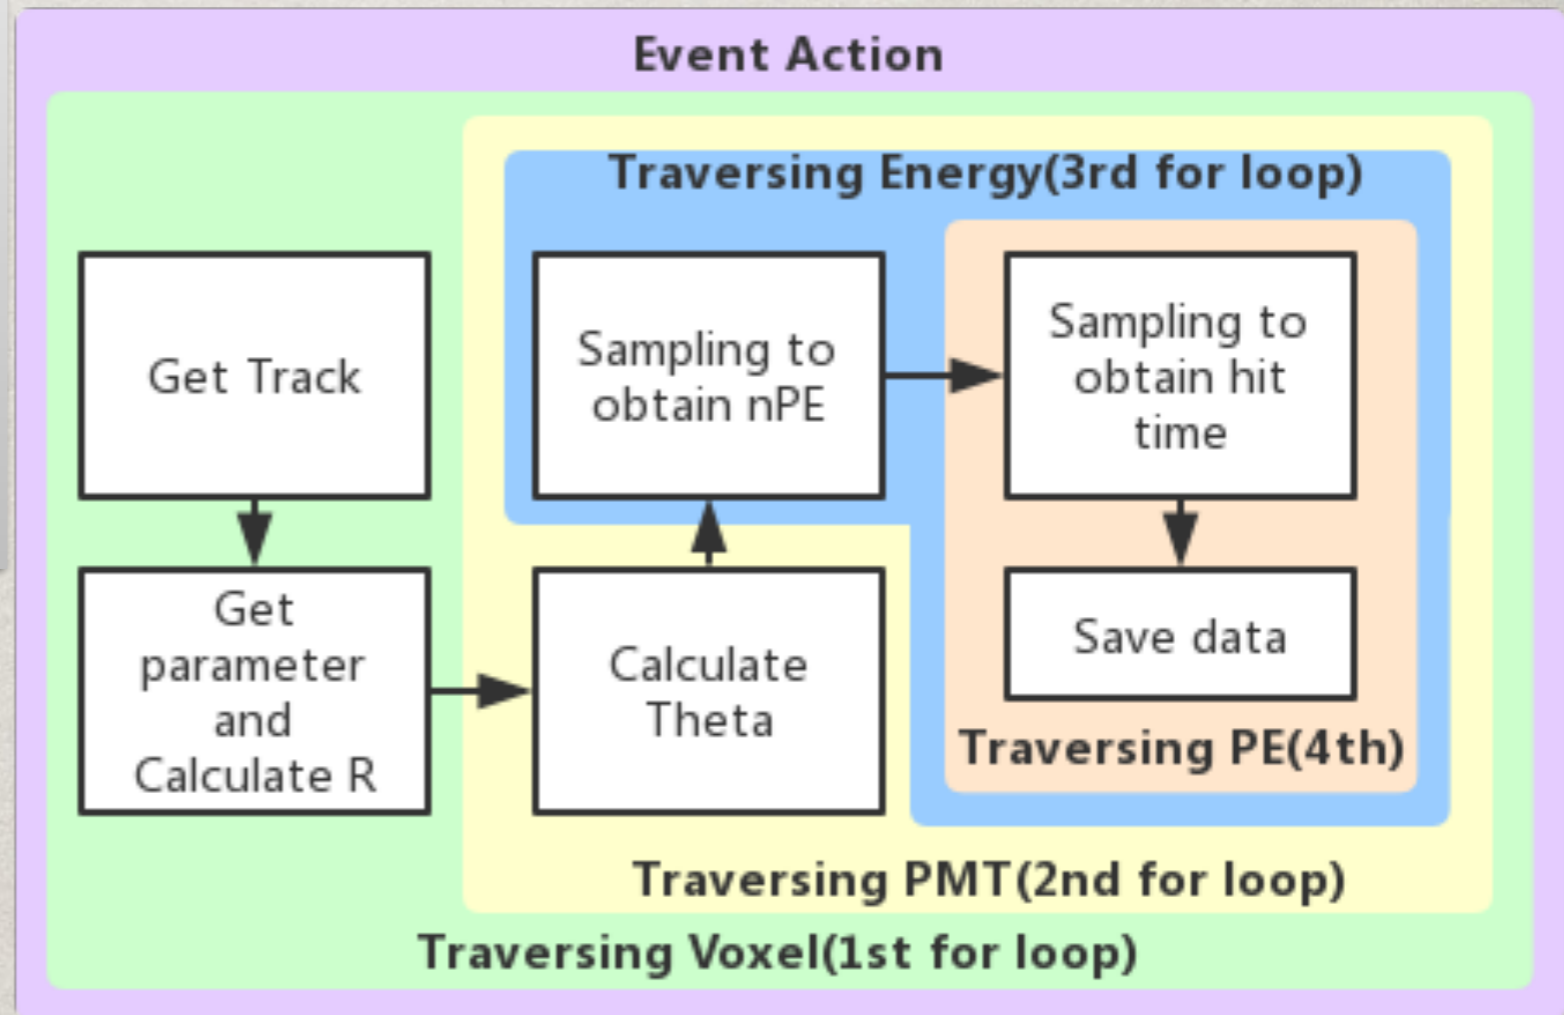 Event Action
Traversing Energy(3rd for loop)
Get Track
Sampling to
obtain nPE
Sampling to
obtain hit
time
Get
parameter
and
Calculate R
Calculate
Theta
Save data
Traversing PE(4th)
Traversing PMT(2nd for loop)
Traversing Voxel(1st for loop)